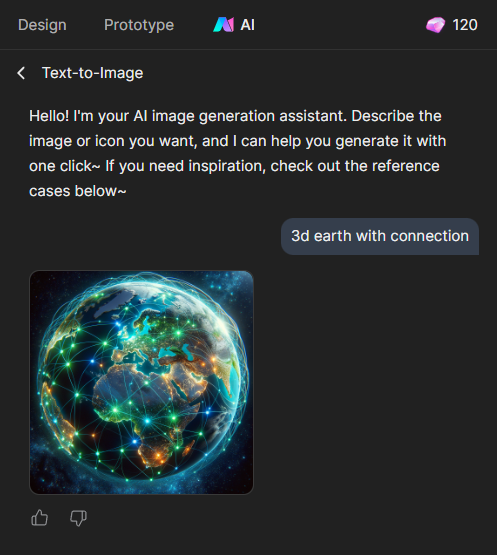 Design
Prototype
AI
120
Text-to-Image
Hello! I'm your AI image generation assistant. Describe the
image or icon you want, and I can help you generate it with
one click~ If you need inspiration, check out the reference
cases below~
3d earth with connection